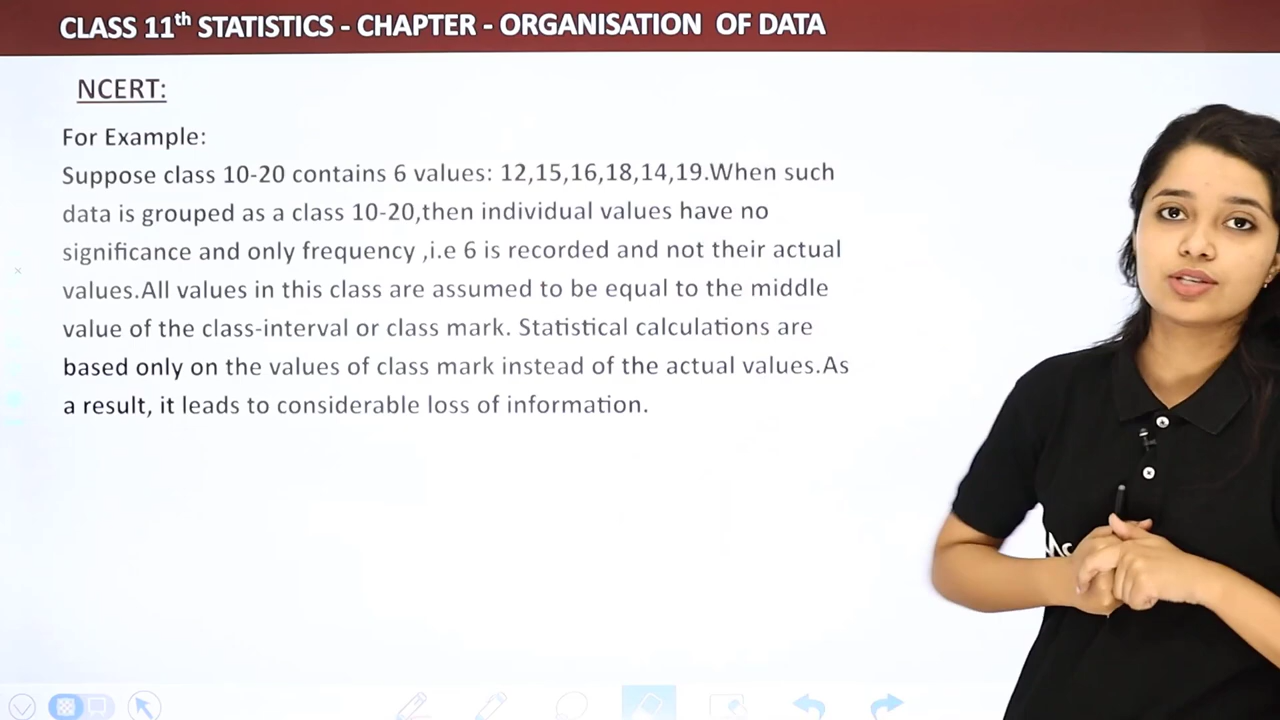 CLASS 11th STATISTICS - CHAPTER - ORGANISATION OF DATA
NCERT:
For Example:
Suppose class 10-20 contains 6 values: 12,15,16,18,14,19.When such
data is grouped as a class 10-20,then individual values have no
significance and only frequency ,i.e 6 is recorded and not their actual
values.All values in this class are assumed to be equal to the middle
value of the class-interval or class mark. Statistical calculations are
based only on the values of class mark instead of the actual values.As
a result, it leads to considerable loss of information.